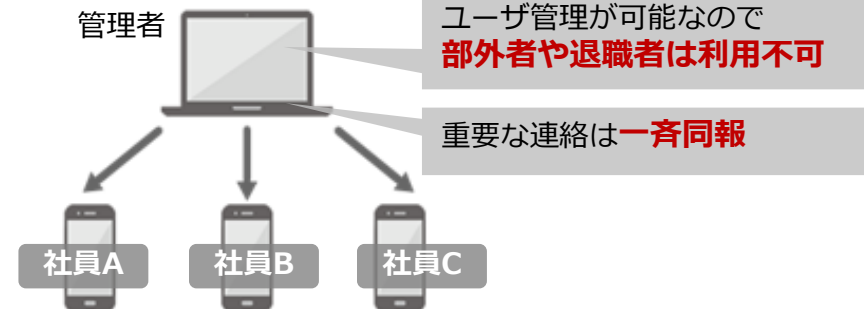 管理者
ユーザ管理が可能なので
部外者や退職者は利用不可
重要な連絡は一斉同報
社員A
社員B
社員C